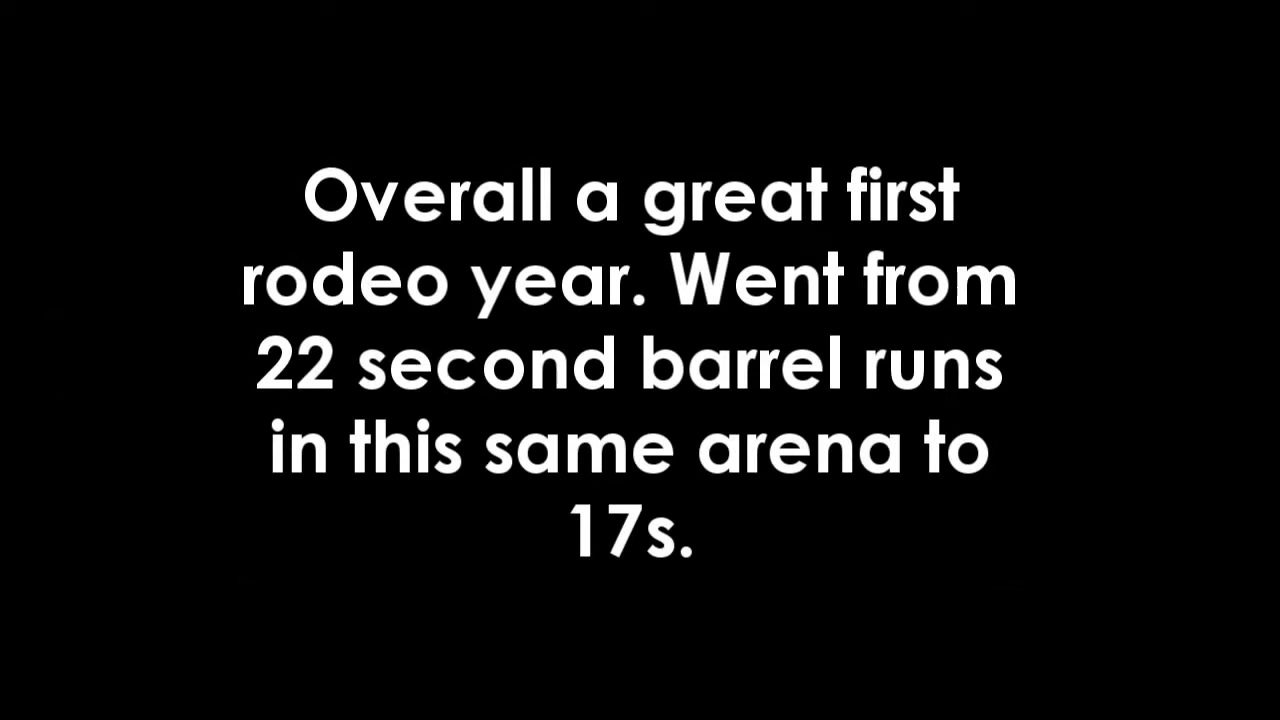 Overall a great first
rodeo year. Went from
22 second barrel runs
in this same arena to
17s.